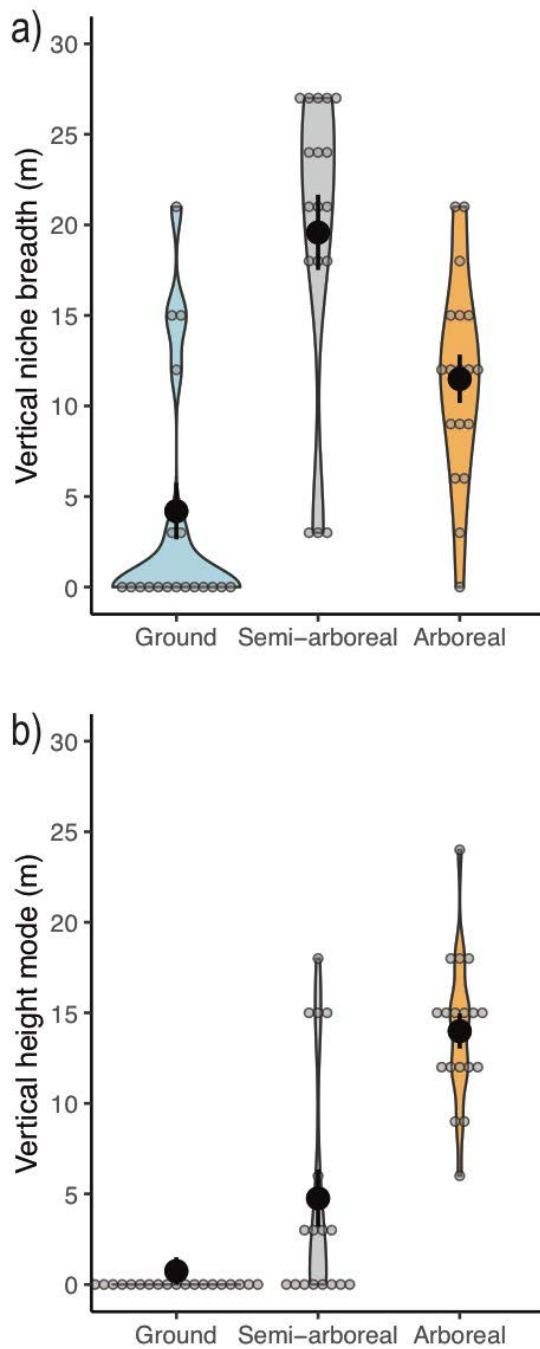 a)
Vertical niche breadth (m)
30
25
20
15
10
5
0
Ground Semi−arboreal Arboreal
b)
Vertical height mode (m)
30
25
20
15
10
5
0
Ground Semi−arboreal Arboreal